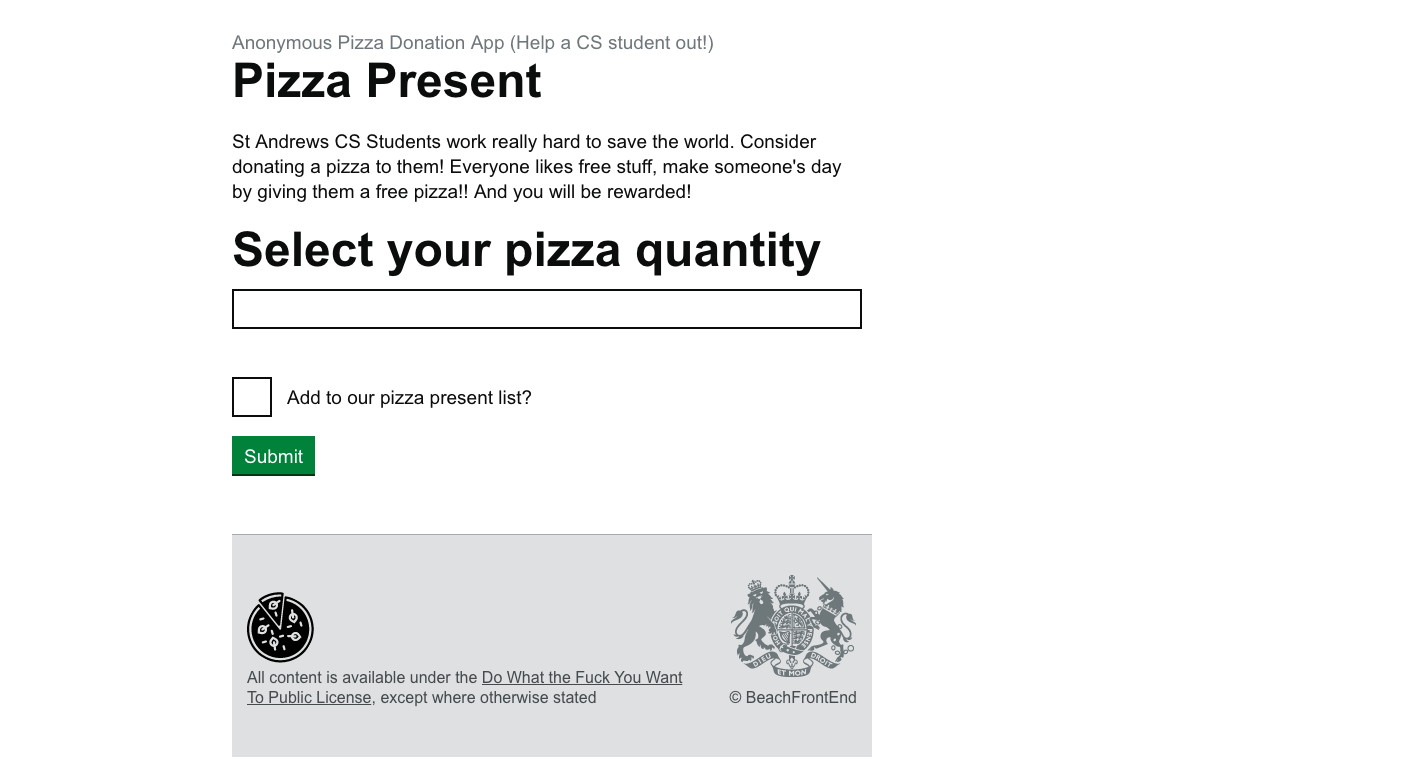 Anonymous Pizza Donation App (Help a CS student out!)
Pizza Present
St Andrews CS Students work really hard to save the world. Consider
donating a pizza to them! Everyone likes free stuff, make someone's day
by giving them a free pizza!! And you will be rewarded!
Select your pizza quantity
Add to our pizza present list?
Submit
All content is available under the Do What the Fuck You Want
To Public License, except where otherwise stated
DIEU ET MON DROIT
© BeachFrontEnd